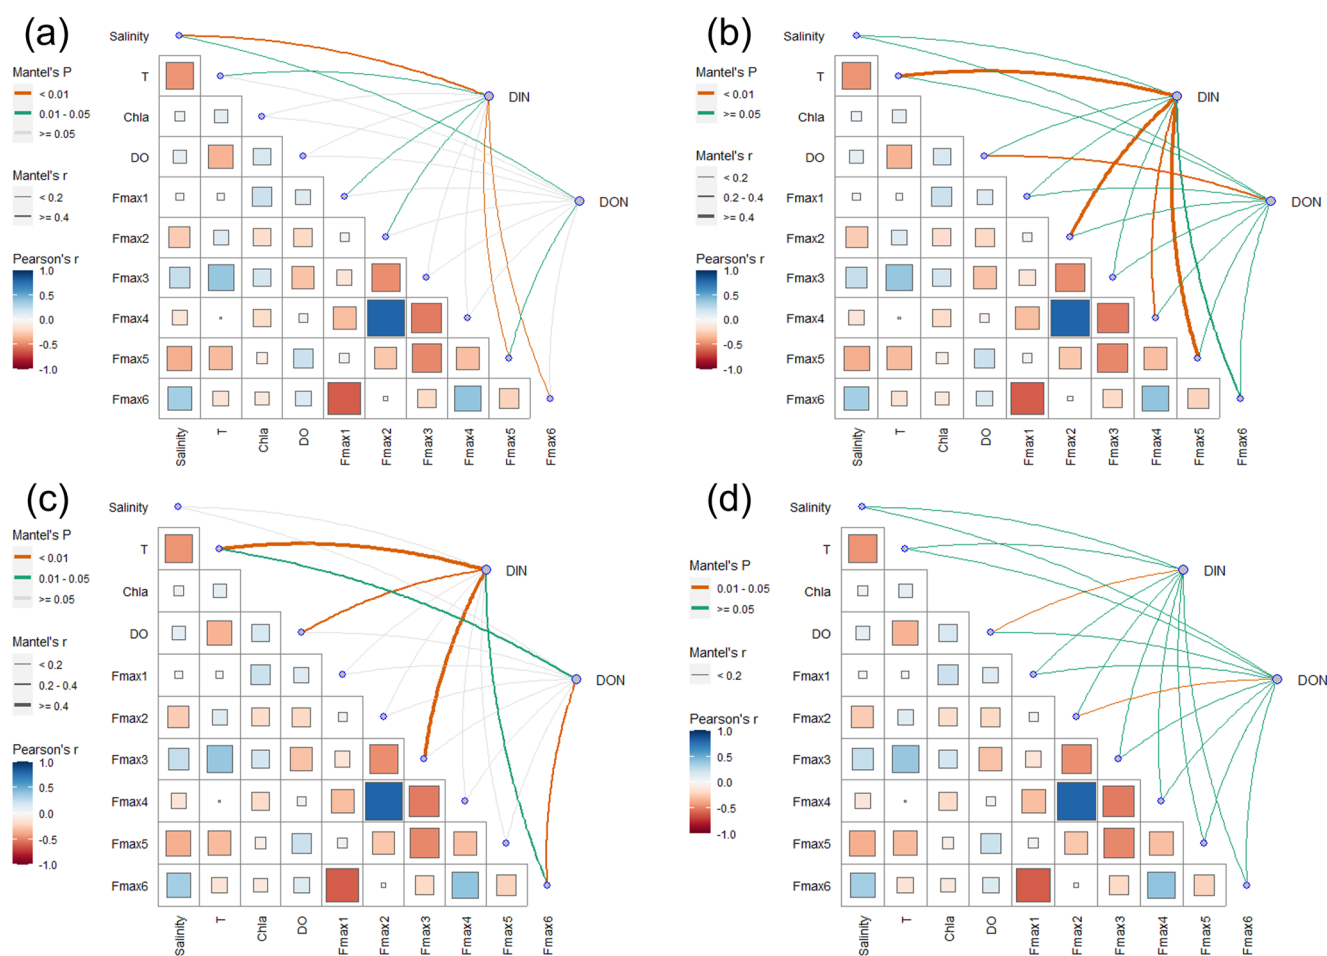 (a)
Salinity
T
Chla
DO
Fmax1
Fmax2
Fmax3
Fmax4
Fmax5
Fmax6
Salinity
T
Chla
DO
Fmax1
Fmax2
Fmax3
Fmax4
Fmax5
Fmax6
DIN
DON
Mantel's P
< 0.01
0.01 - 0.05
>= 0.05
Mantel's r
< 0.2
0.2 - 0.4
>= 0.4
Pearson's r
1.0
0.5
0.0
-0.5
-1.0
(b)
Salinity
T
Chla
DO
Fmax1
Fmax2
Fmax3
Fmax4
Fmax5
Fmax6
Salinity
T
Chla
DO
Fmax1
Fmax2
Fmax3
Fmax4
Fmax5
Fmax6
DIN
DON
Mantel's P
< 0.01
>= 0.05
Mantel's r
< 0.2
0.2 - 0.4
>= 0.4
Pearson's r
1.0
0.5
0.0
-0.5
-1.0
(c)
Salinity
T
Chla
DO
Fmax1
Fmax2
Fmax3
Fmax4
Fmax5
Fmax6
Salinity
T
Chla
DO
Fmax1
Fmax2
Fmax3
Fmax4
Fmax5
Fmax6
DIN
DON
Mantel's P
< 0.01
0.01 - 0.05
>= 0.05
Mantel's r
< 0.2
0.2 - 0.4
>= 0.4
Pearson's r
1.0
0.5
0.0
-0.5
-1.0
(d)
Salinity
T
Chla
DO
Fmax1
Fmax2
Fmax3
Fmax4
Fmax5
Fmax6
Salinity
T
Chla
DO
Fmax1
Fmax2
Fmax3
Fmax4
Fmax5
Fmax6
DIN
DON
Mantel's P
0.01 - 0.05
>= 0.05
Mantel's r
< 0.2
Pearson's r
1.0
0.5
0.0
-0.5
-1.0